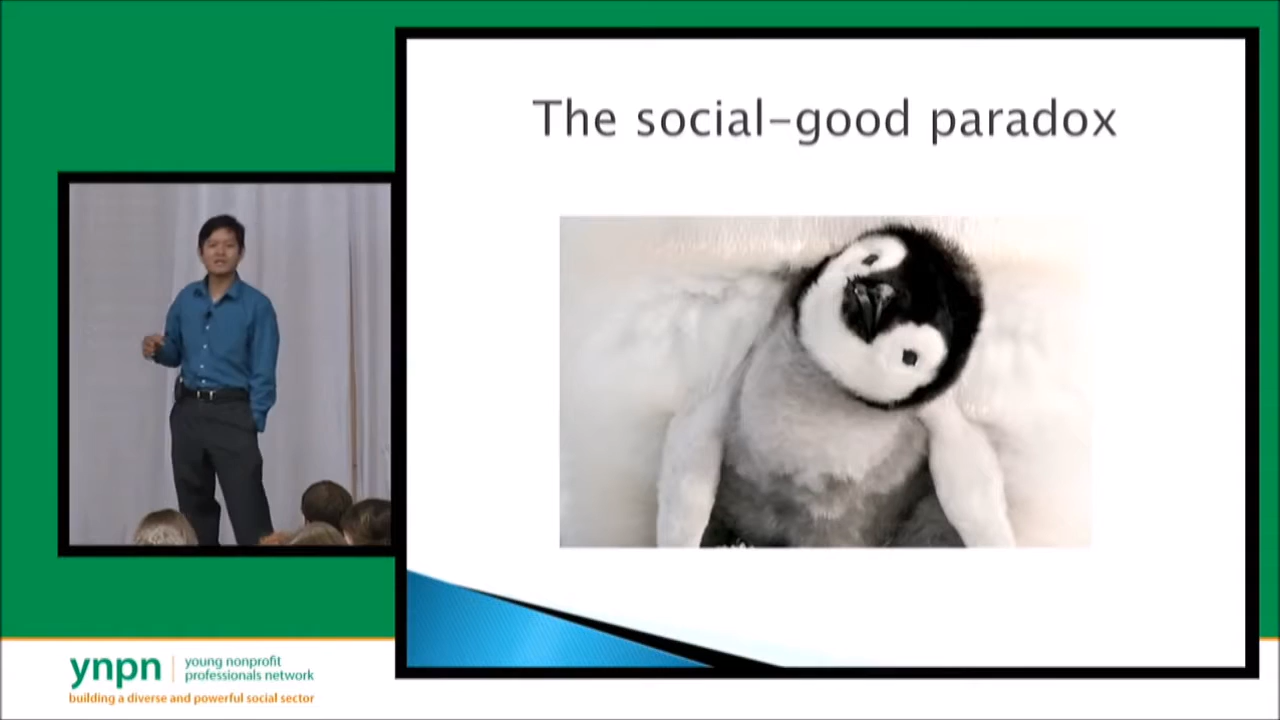 The social-good paradox
ynpn
young nonprofit
professionals network
building a diverse and powerful social sector